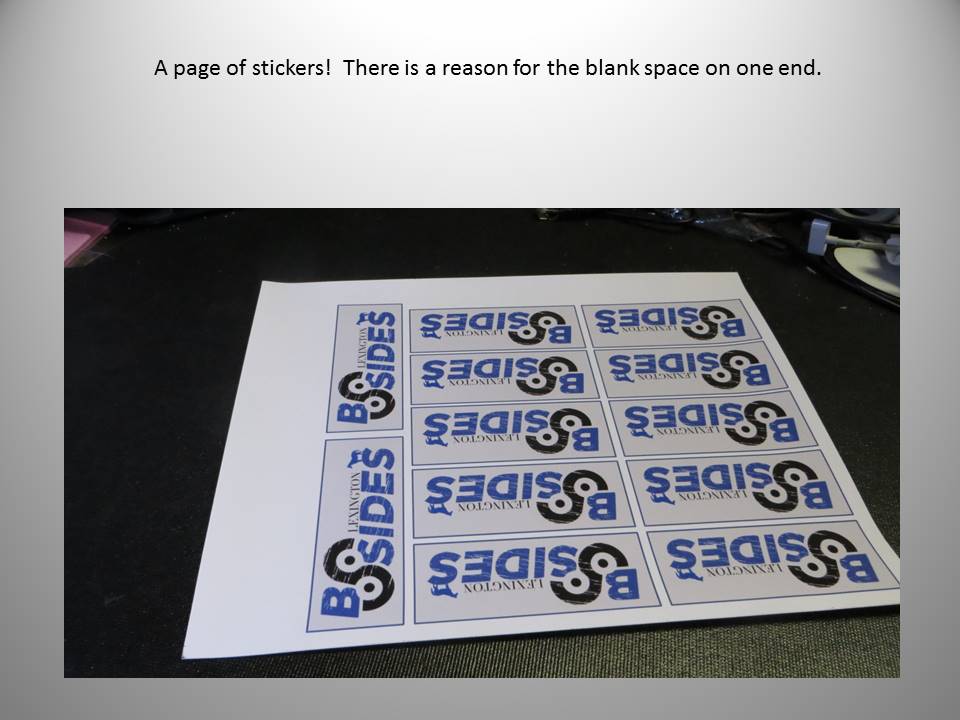 A page of stickers!  There is a reason for the blank space on one end.
LEXINGTON
BSIDES
LEXINGTON
BSIDES
LEXINGTON
BSIDES
LEXINGTON
BSIDES
LEXINGTON
BSIDES
LEXINGTON
BSIDES
LEXINGTON
BSIDES
LEXINGTON
BSIDES
LEXINGTON
BSIDES
LEXINGTON
BSIDES
LEXINGTON
BSIDES
LEXINGTON
BSIDES